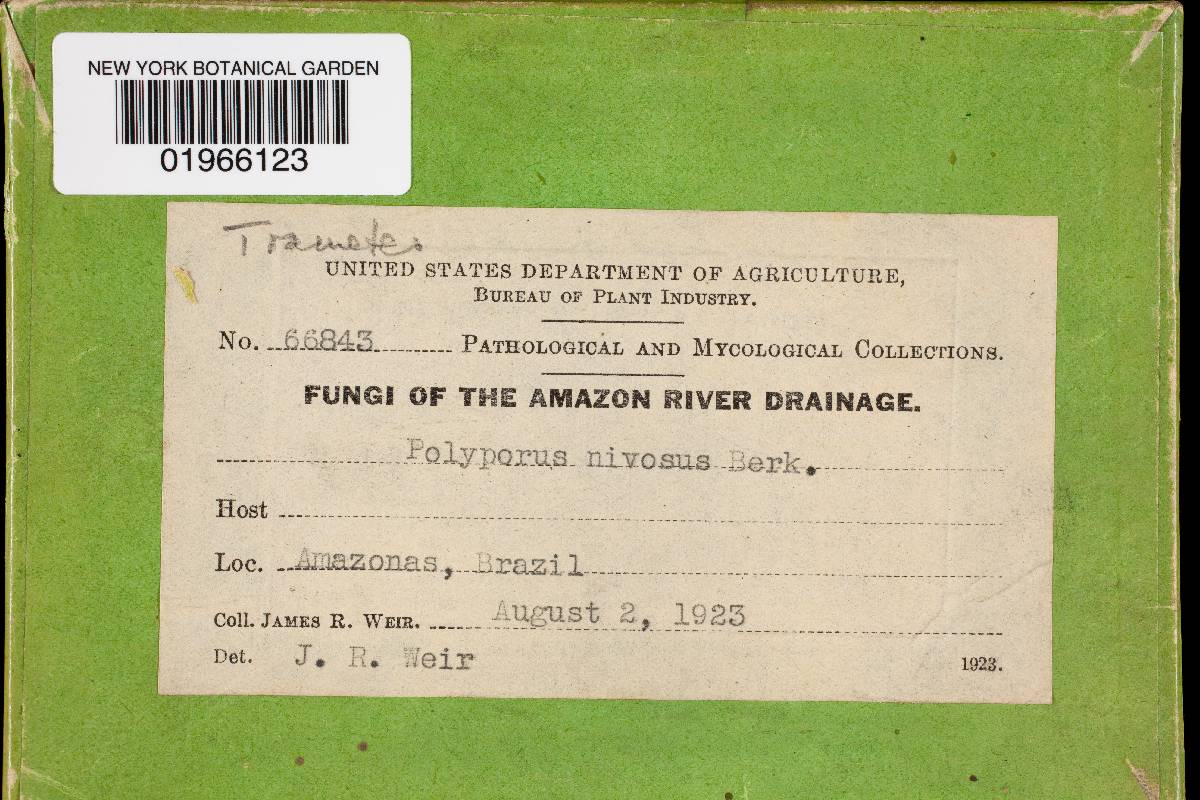 NEW YORK BOTANICAL GARDEN
01966123
Trametes
UNITED STATES DEPARTMENT OF AGRICULTURE,
BUREAU OF PLANT INDUSTRY.
No. 66843 PATHOLOGICAL AND MYCOLOGICAL COLLECTIONS.
FUNGI OF THE AMAZON RIVER DRAINAGE.
Polyporus nivosus Berk.
Host
Loc. Amazonas, Brazil
Coll. JAMES R. WEIR. August 2, 1923
Det. J. R. Weir 1923.